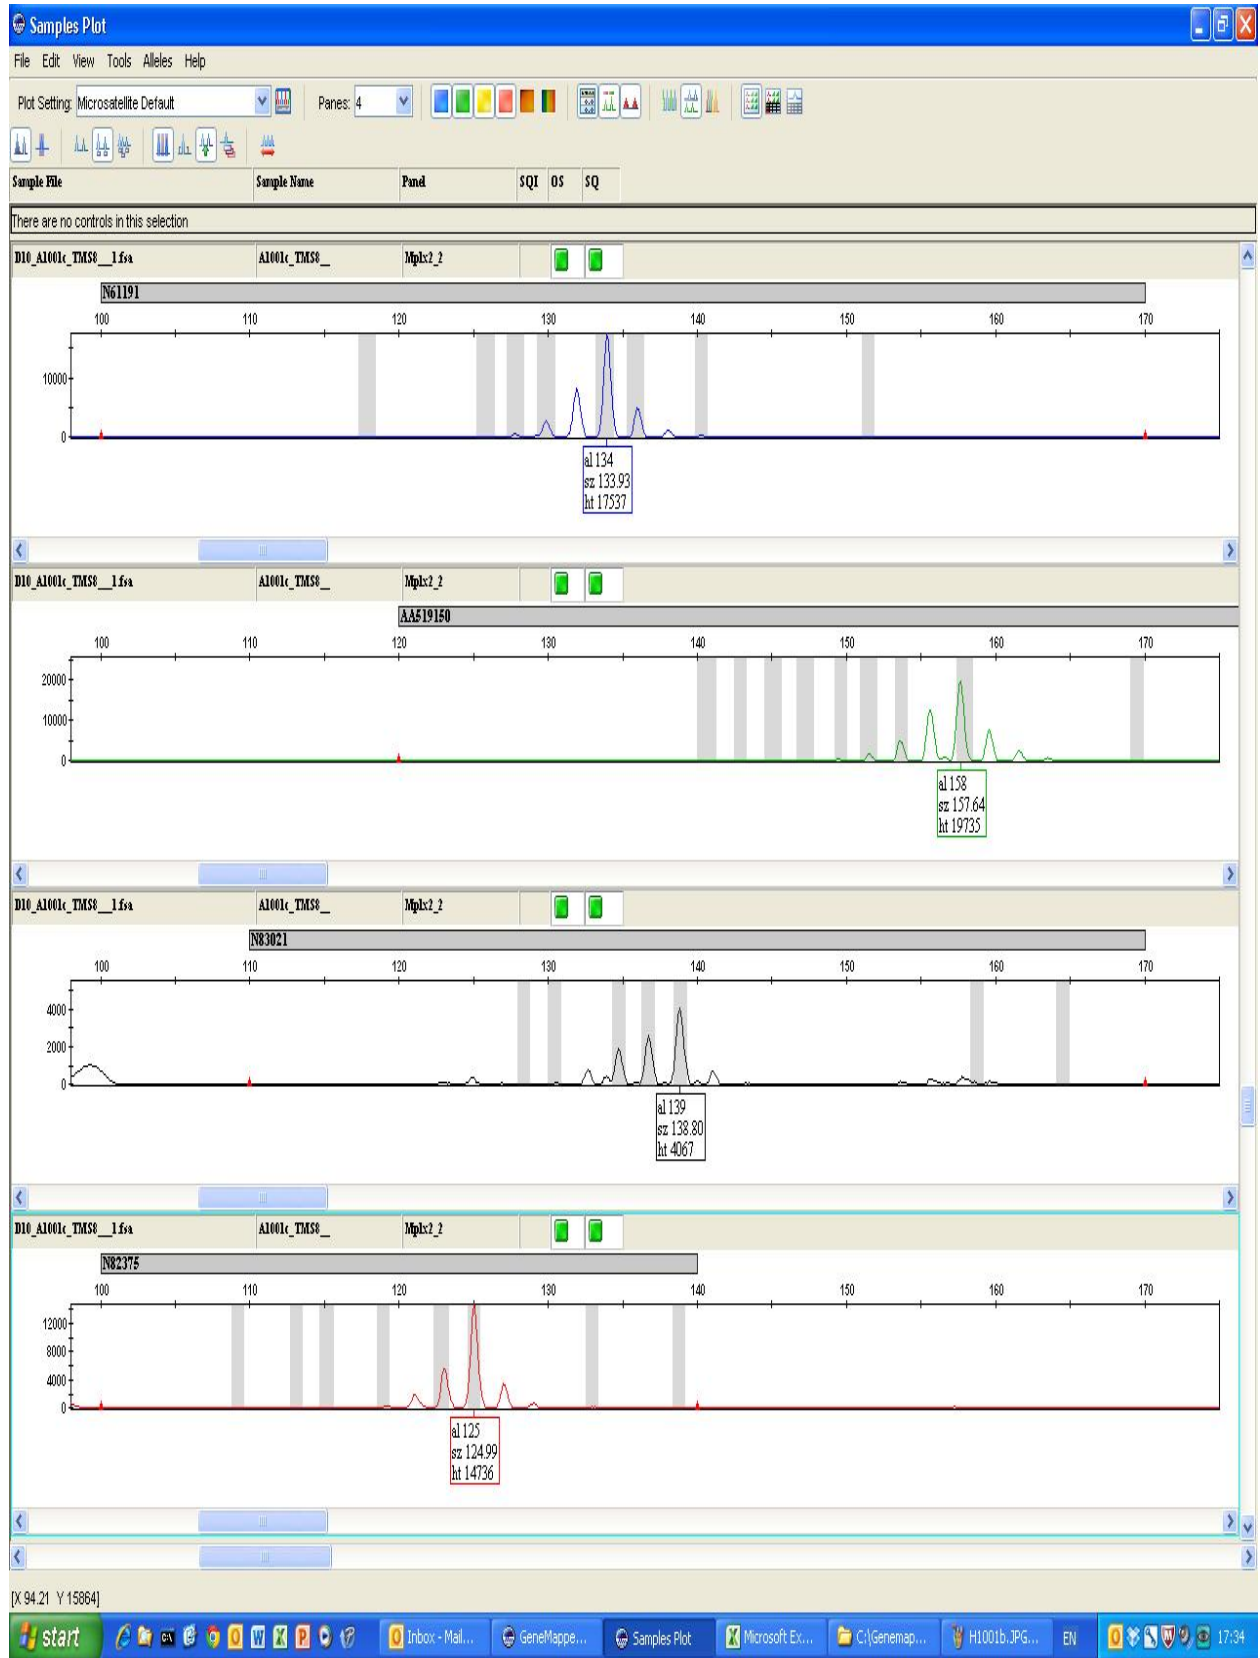 Samples Plot
File Edit View Tools Alleles Help
Plot Setting: Microsatellite Default Panes: 4
Sample File Sample Name Panel SQI OS SQ
There are no controls in this selection
D10_A1001c_TMS8__1.fsa A1001c_TMS8__ Mplx2_2
N61191
100 110 120 130 140 150 160 170
10000
0
al 134
sz 133.93
ht 17537
D10_A1001c_TMS8__1.fsa A1001c_TMS8__ Mplx2_2
AA519150
100 110 120 130 140 150 160 170
20000
10000
0
al 158
sz 157.64
ht 19735
D10_A1001c_TMS8__1.fsa A1001c_TMS8__ Mplx2_2
N83021
100 110 120 130 140 150 160 170
4000
2000
0
al 139
sz 138.80
ht 4067
D10_A1001c_TMS8__1.fsa A1001c_TMS8__ Mplx2_2
N82375
100 110 120 130 140 150 160 170
12000
8000
4000
0
al 125
sz 124.99
ht 14736
[X 94.21 Y 15864]
start Inbox - Mail... GeneMappe... Samples Plot Microsoft Ex... C:\Genemap... H1001b.JPG... EN 17:34